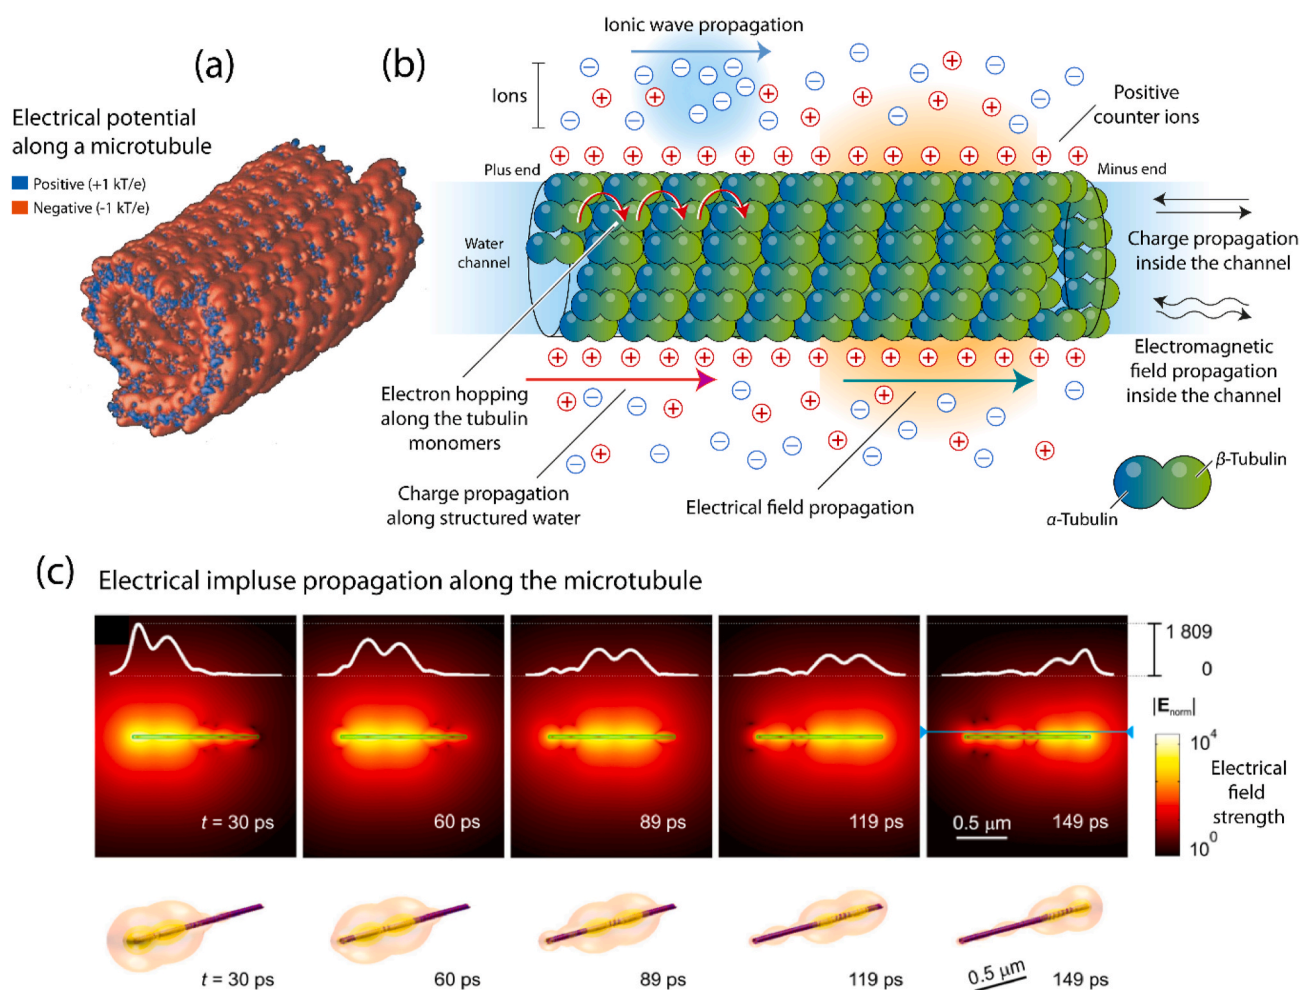 (a)
Electrical potential
along a microtubule
Positive (+1 kT/e)
Negative (-1 kT/e)
(b)
Ionic wave propagation
Ions
Positive
counter ions
Plus end
Minus end
Water
channel
Charge propagation
inside the channel
Electromagnetic
field propagation
inside the channel
Electron hopping
along the tubulin
monomers
Charge propagation
along structured water
Electrical field propagation
β-Tubulin
α-Tubulin
(c)
Electrical impluse propagation along the microtubule
1 809
0
|E norm|
10^4
10^0
Electrical
field
strength
t = 30 ps
60 ps
89 ps
119 ps
0.5 μm
149 ps
t = 30 ps
60 ps
89 ps
119 ps
0.5 μm
149 ps